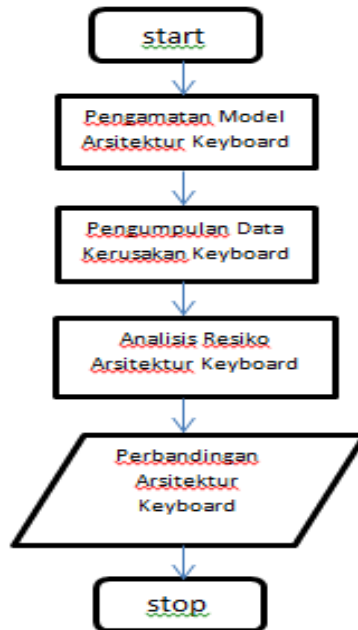 start
Pengamatan Model
Arsitektur Keyboard
Pengumpulan Data
Kerusakan Keyboard
Analisis Resiko
Arsitektur Keyboard
Perbandingan
Arsitektur
Keyboard
stop